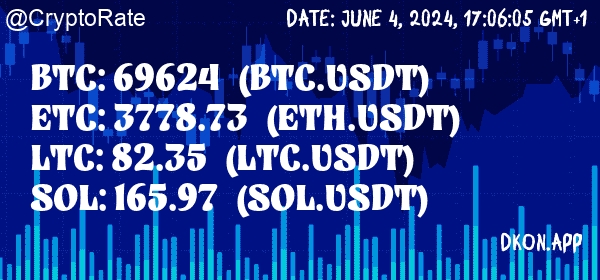 @CryptoRate
DATE: JUNE 4, 2024, 17:06:05 GMT+1
BTC: 69624 (BTC.USDT)
ETC: 3778.73 (ETH.USDT)
LTC: 82.35 (LTC.USDT)
SOL: 165.97 (SOL.USDT)
DKON.APP